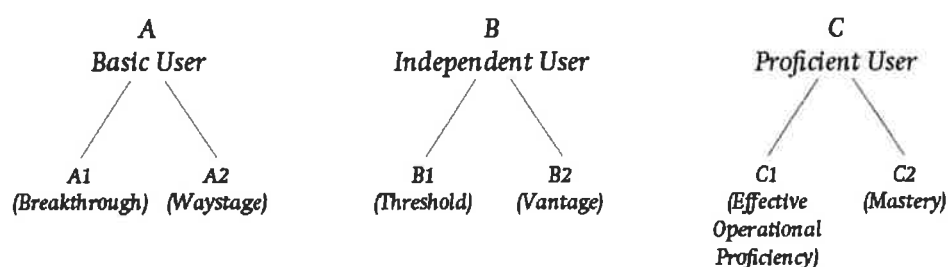 A
Basic User
A1
(Breakthrough)
A2
(Waystage)
B
Independent User
B1
(Threshold)
B2
(Vantage)
C
Proficient User
C1
(Effective
Operational
Proficiency)
C2
(Mastery)